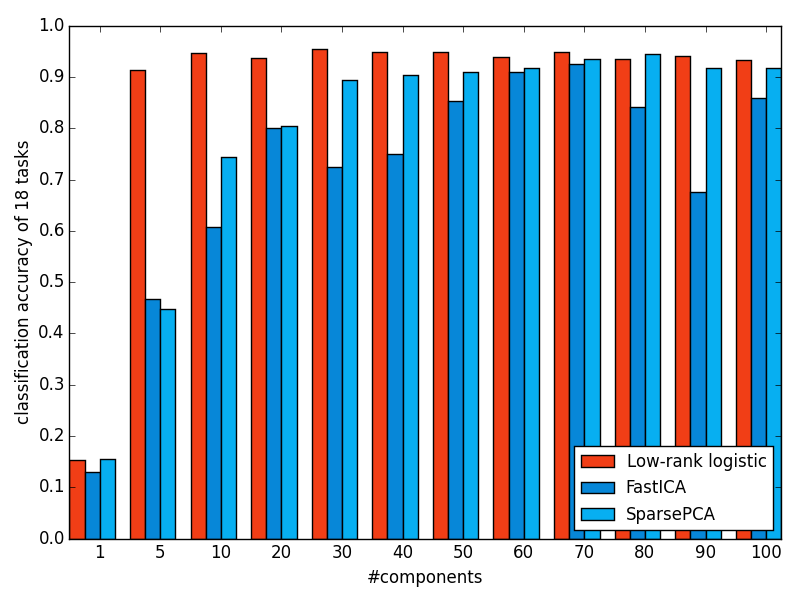 classification accuracy of 18 tasks
1.0
0.9
0.8
0.7
0.6
0.5
0.4
0.3
0.2
0.1
0.0
Low-rank logistic
FastICA
SparsePCA
1 5 10 20 30 40 50 60 70 80 90 100
#components